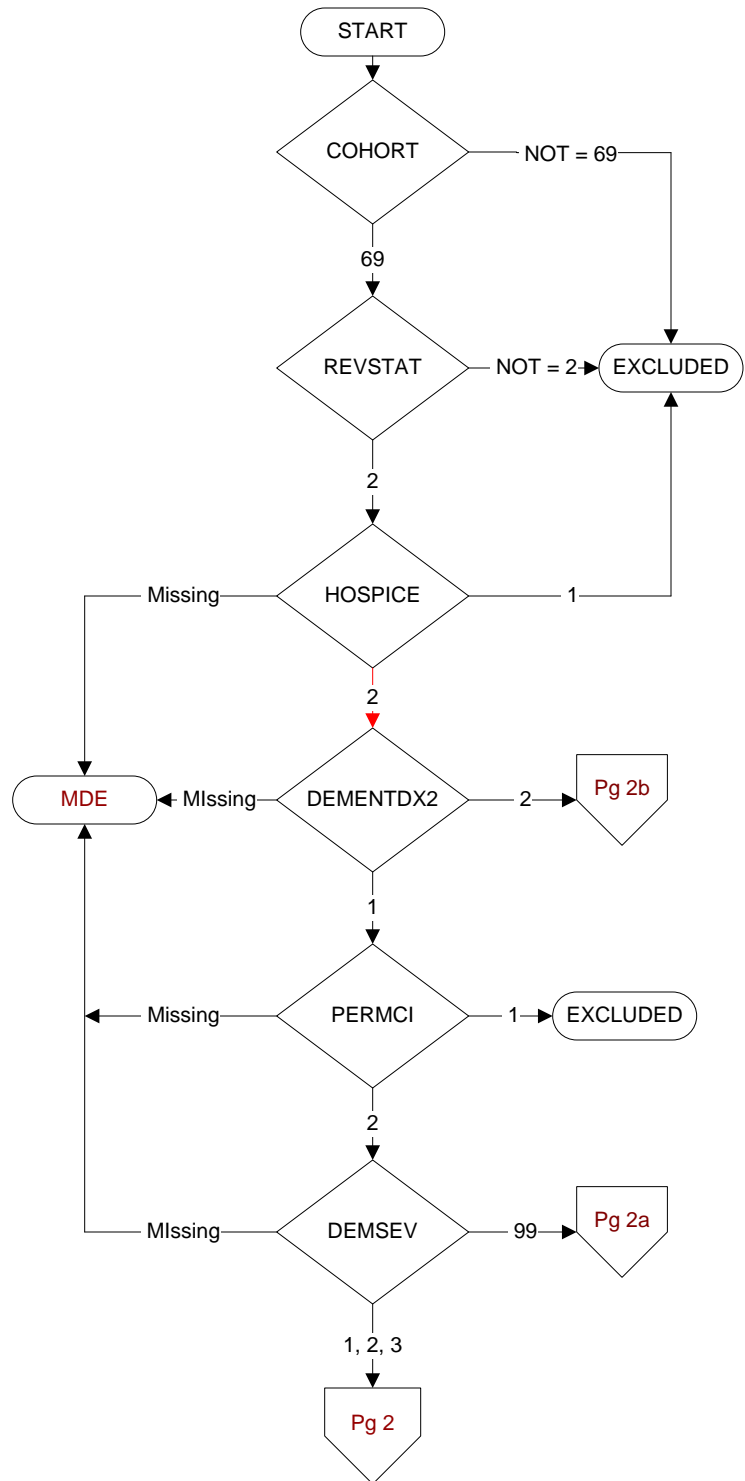 START
COHORT
NOT = 69
69
REVSTAT
NOT = 2
EXCLUDED
2
HOSPICE
Missing
1
2
MDE
MIssing
DEMENTDX2
2
Pg 2b
1
Missing
PERMCI
1
EXCLUDED
2
MIssing
DEMSEV
99
Pg 2a
1, 2, 3
Pg 2